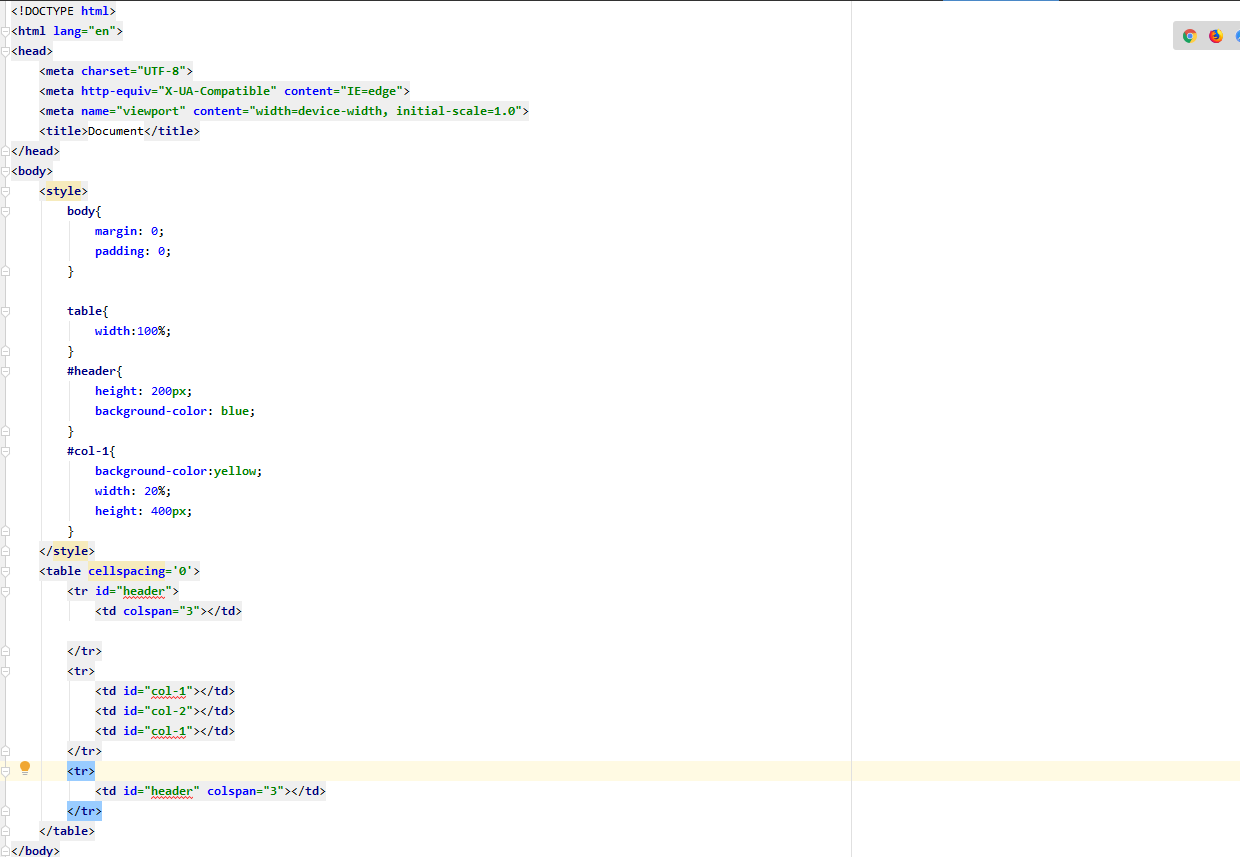 <!DOCTYPE html>
<html lang="en">
<head>
    <meta charset="UTF-8">
    <meta http-equiv="X-UA-Compatible" content="IE=edge">
    <meta name="viewport" content="width=device-width, initial-scale=1.0">
    <title>Document</title>
</head>
<body>
    <style>
        body{
            margin: 0;
            padding: 0;
        }

        table{
            width:100%;
        }
        #header{
            height: 200px;
            background-color: blue;
        }
        #col-1{
            background-color:yellow;
            width: 20%;
            height: 400px;
        }
    </style>
    <table cellspacing='0'>
        <tr id="header">
            <td colspan="3"></td>

        </tr>
        <tr>
            <td id="col-1"></td>
            <td id="col-2"></td>
            <td id="col-1"></td>
        </tr>
        <tr>
            <td id="header" colspan="3"></td>
        </tr>
    </table>
</body>